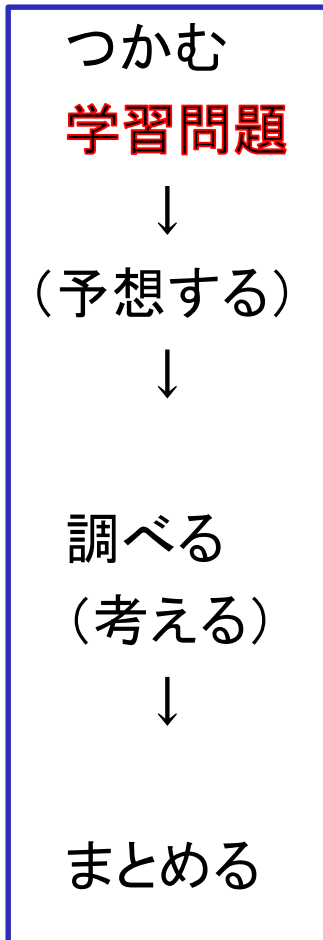 つかむ
学習問題
↓
（予想する）
↓
調べる
（考える）
↓
まとめる